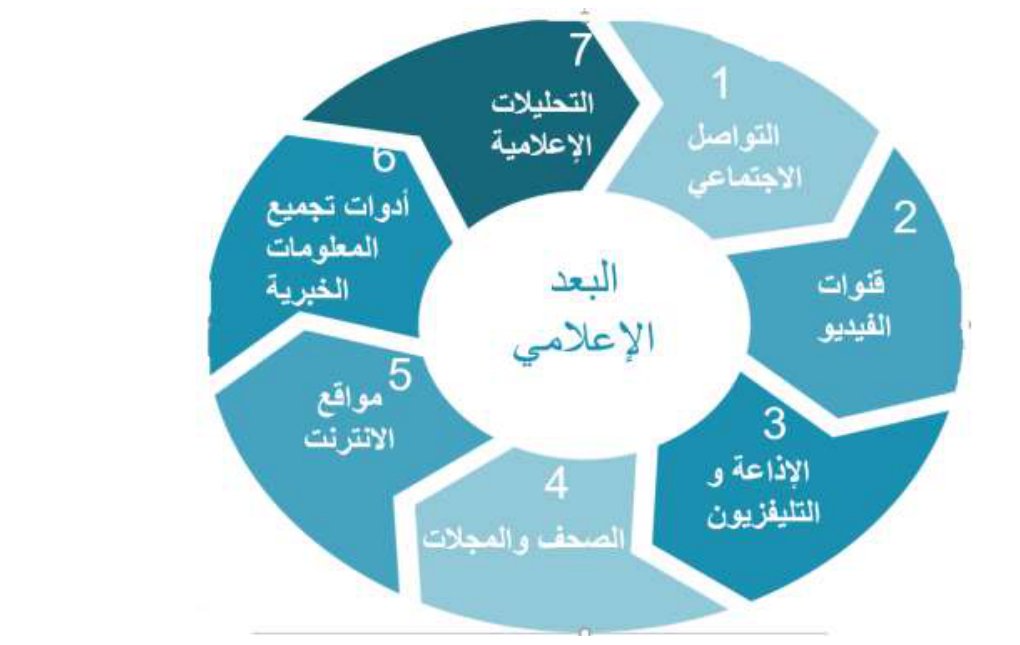 البعد
الإعلامي
1
التواصل
الاجتماعي
2
قنوات
الفيديو
3
الإذاعة و
التليفزيون
4
الصحف والمجلات
5
مواقع
الانترنت
6
أدوات تجميع
المعلومات
الخبرية
7
التحليلات
الإعلامية